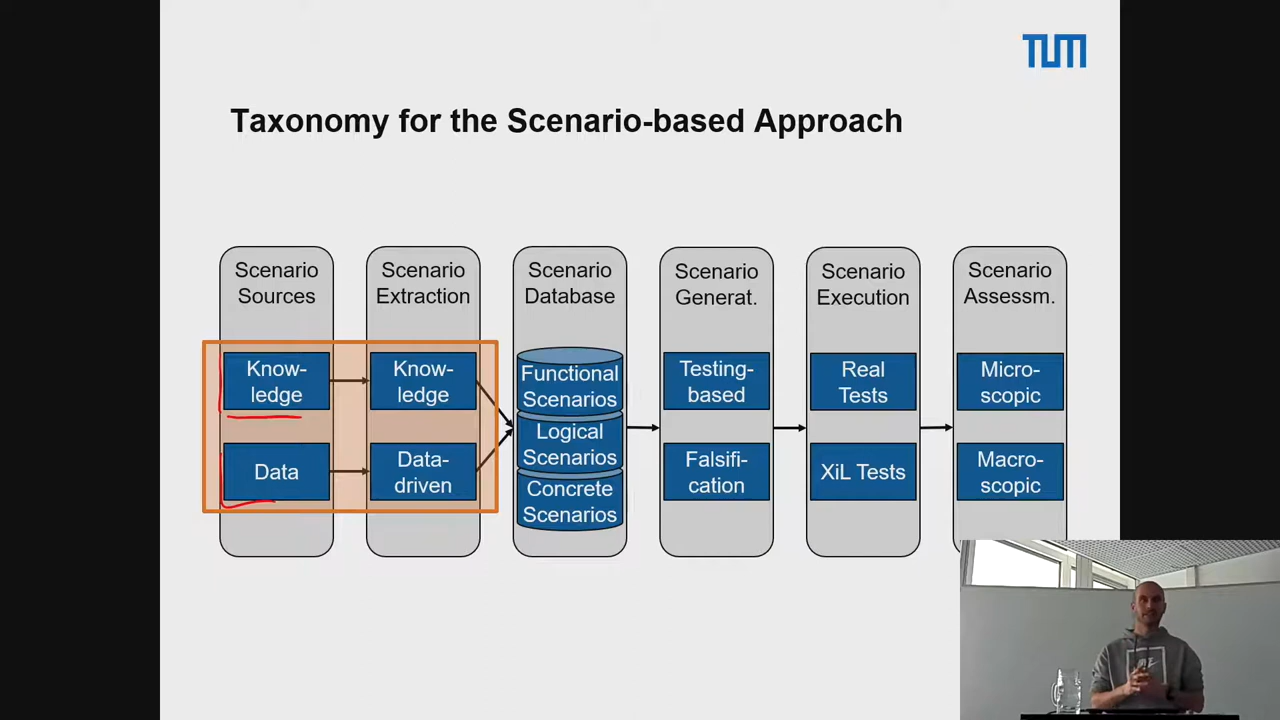 TUM
Taxonomy for the Scenario-based Approach
Scenario
Sources
Know-
ledge
Data
Scenario
Extraction
Know-
ledge
Data-
driven
Scenario
Database
Functional
Scenarios
Logical
Scenarios
Concrete
Scenarios
Scenario
Generat.
Testing-
based
Falsifi-
cation
Scenario
Execution
Real
Tests
XiL Tests
Scenario
Assessm.
Micro-
scopic
Macro-
scopic